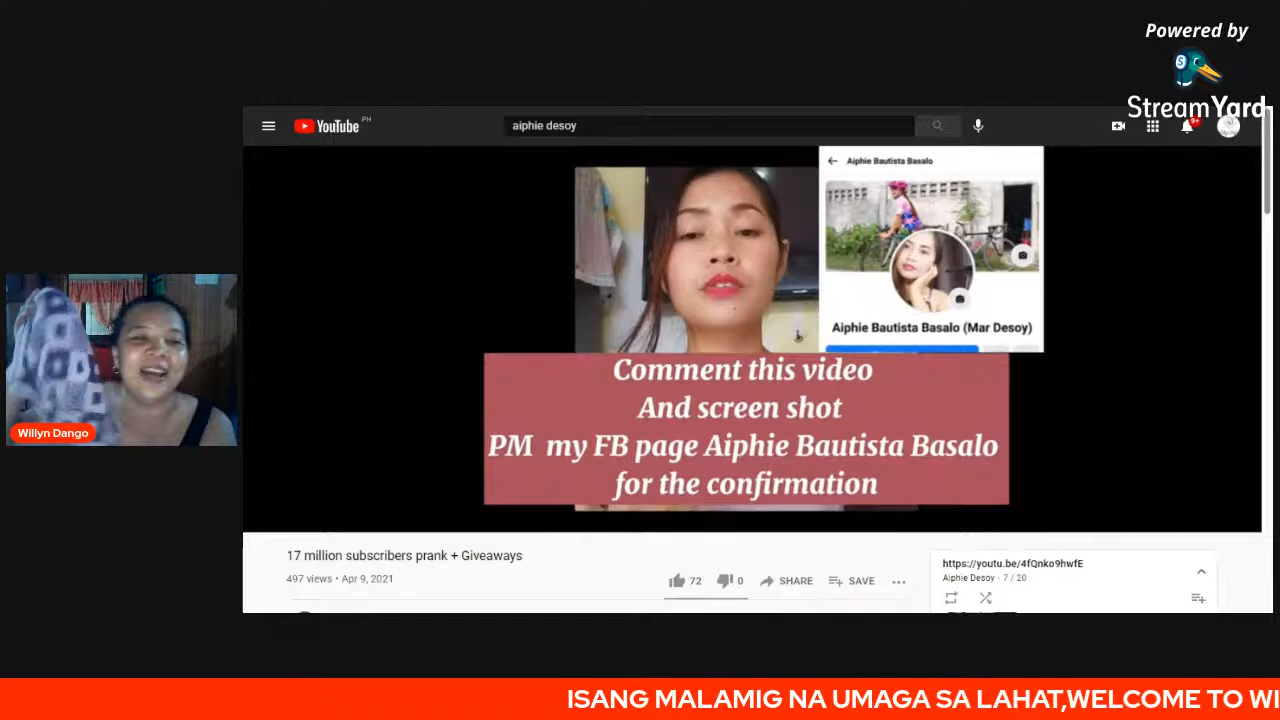 Powered by
StreamYard
YouTube PH
aiphie desoy
9+
Aiphie Bautista Basalo
Aiphie Bautista Basalo (Mar Desoy)
Comment this video
And screen shot
PM my FB page Aiphie Bautista Basalo
for the confirmation
Willyn Dango
17 million subscribers prank + Giveaways
497 views • Apr 9, 2021
72
0
SHARE
SAVE
https://youtu.be/4fQnko9hwfE
Aiphie Desoy - 7 / 20
ISANG MALAMIG NA UMAGA SA LAHAT,WELCOME TO WI